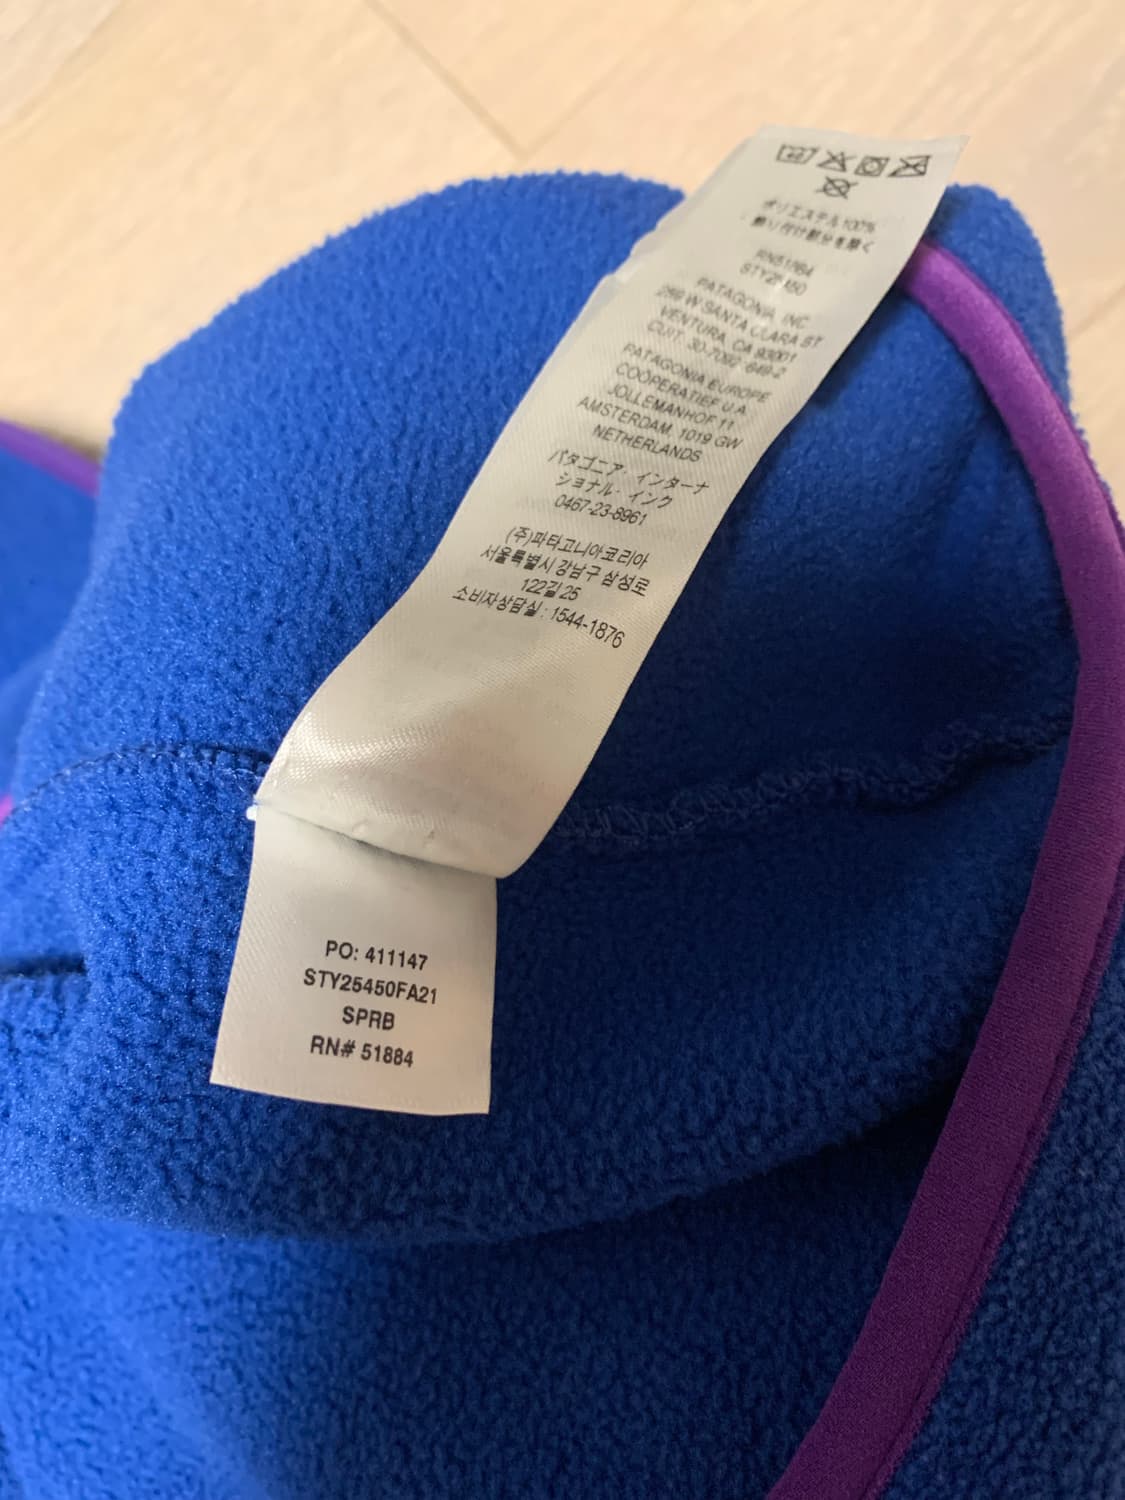 ポリエステル 100%
飾り付け部分を除く
RN51884
STY25450
PATAGONIA, INC.
259 W SANTA CLARA ST
VENTURA, CA 93001
CUIT: 30-7092 649-2
PATAGONIA EUROPE
COÖPERATIEF U.A.
JOLLEMANHOF 11
AMSTERDAM, 1019 GW
NETHERLANDS
パタゴニア・インターナ
ショナル・インク
0467-23-8961
(주)파타고니아코리아
서울특별시 강남구 삼성로
122길 25
소비자상담실 : 1544-1876
PO: 411147
STY25450FA21
SPRB
RN# 51884